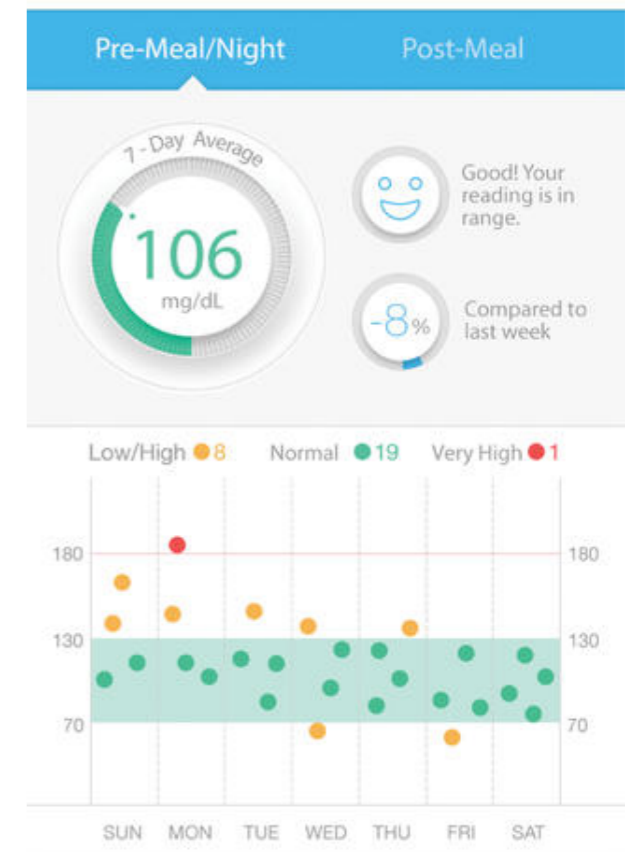 Pre-Meal/Night Post-Meal
7-Day Average
106
mg/dL
Good! Your
reading is in
range.
-8%
Compared to
last week
Low/High 8 Normal 19 Very High 1
180 180
130 130
70 70
SUN MON TUE WED THU FRI SAT